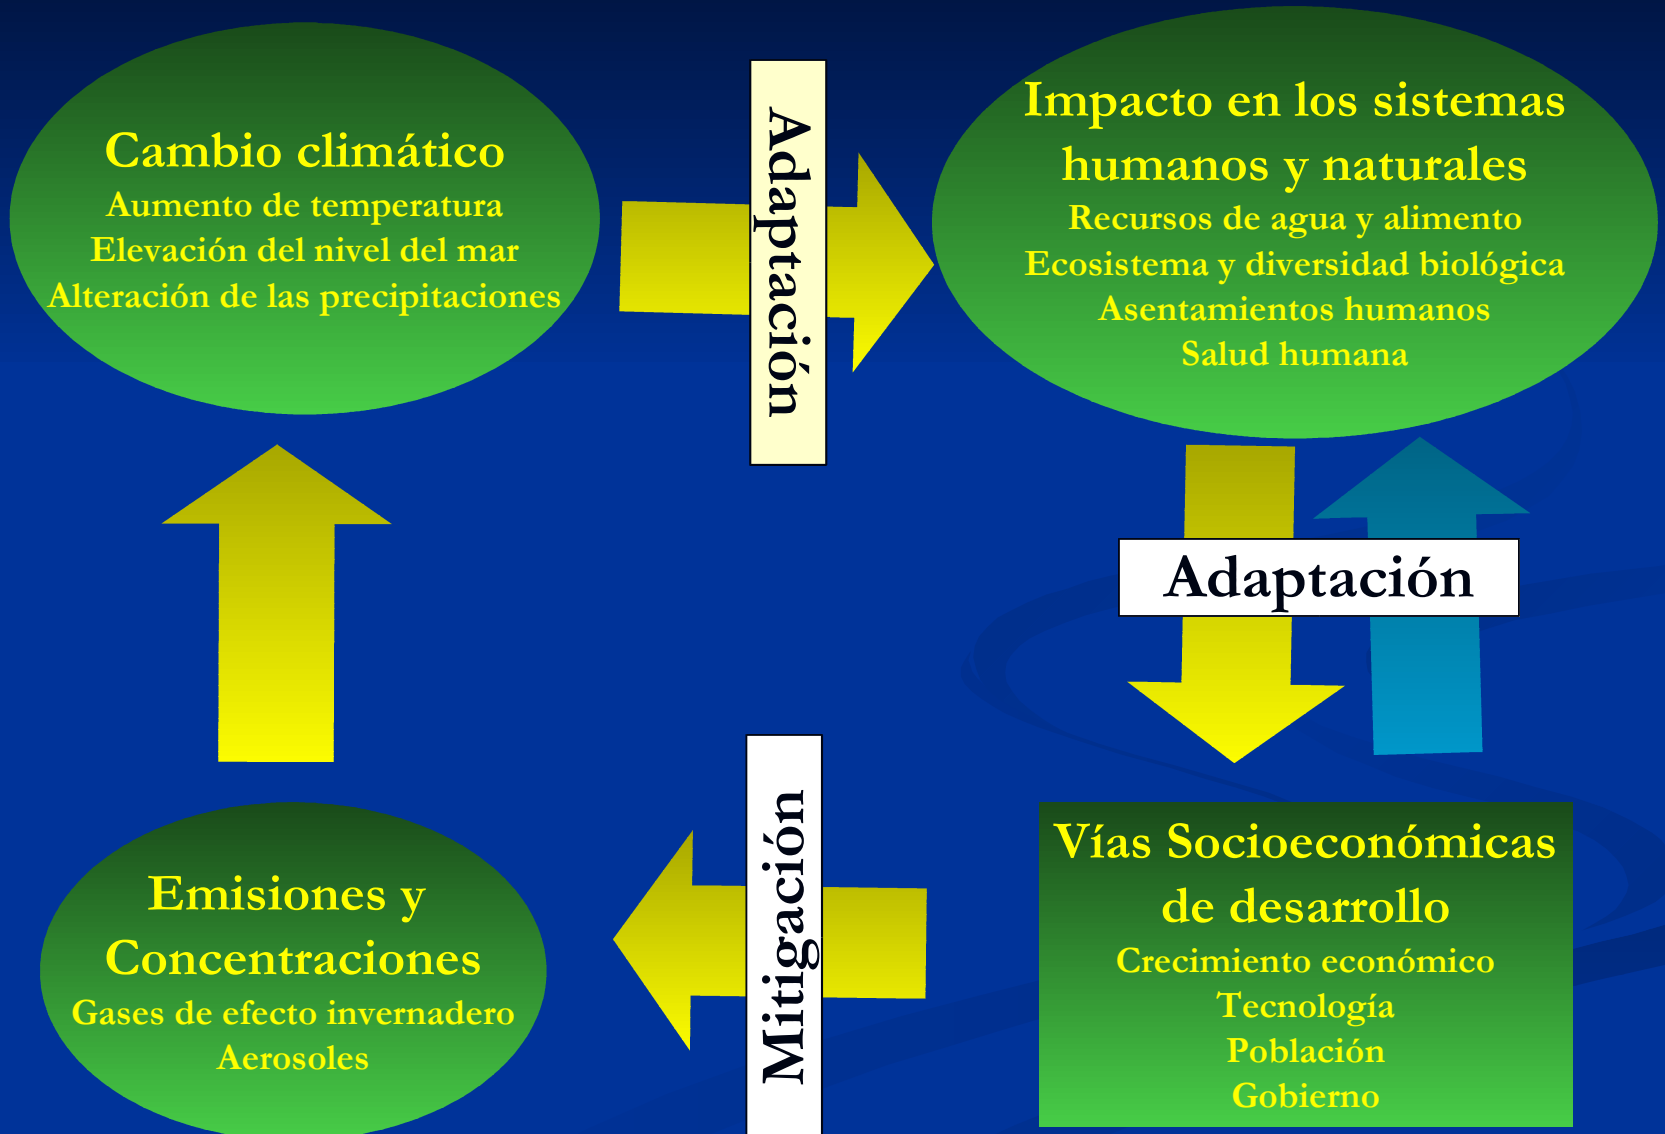 Cambio climático
Aumento de temperatura
Elevación del nivel del mar
Alteración de las precipitaciones
Adaptación
Impacto en los sistemas
humanos y naturales
Recursos de agua y alimento
Ecosistema y diversidad biológica
Asentamientos humanos
Salud humana
Adaptación
Emisiones y
Concentraciones
Gases de efecto invernadero
Aerosoles
Mitigación
Vías Socioeconómicas
de desarrollo
Crecimiento económico
Tecnología
Población
Gobierno